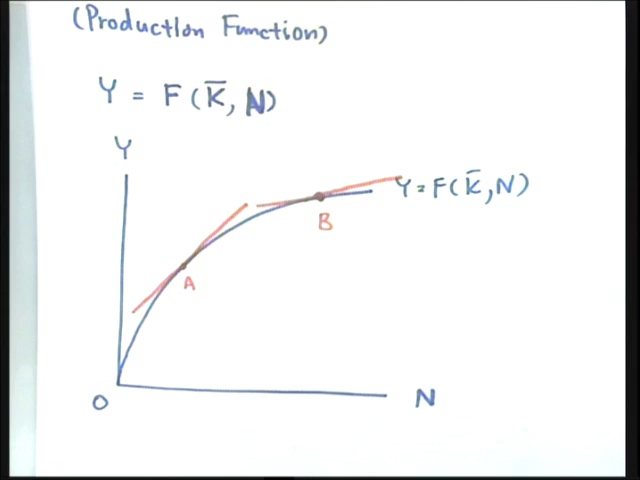 (Production Function)
Y = F(K̅, N)
Y
Y = F(K̅, N)
B
A
O
N